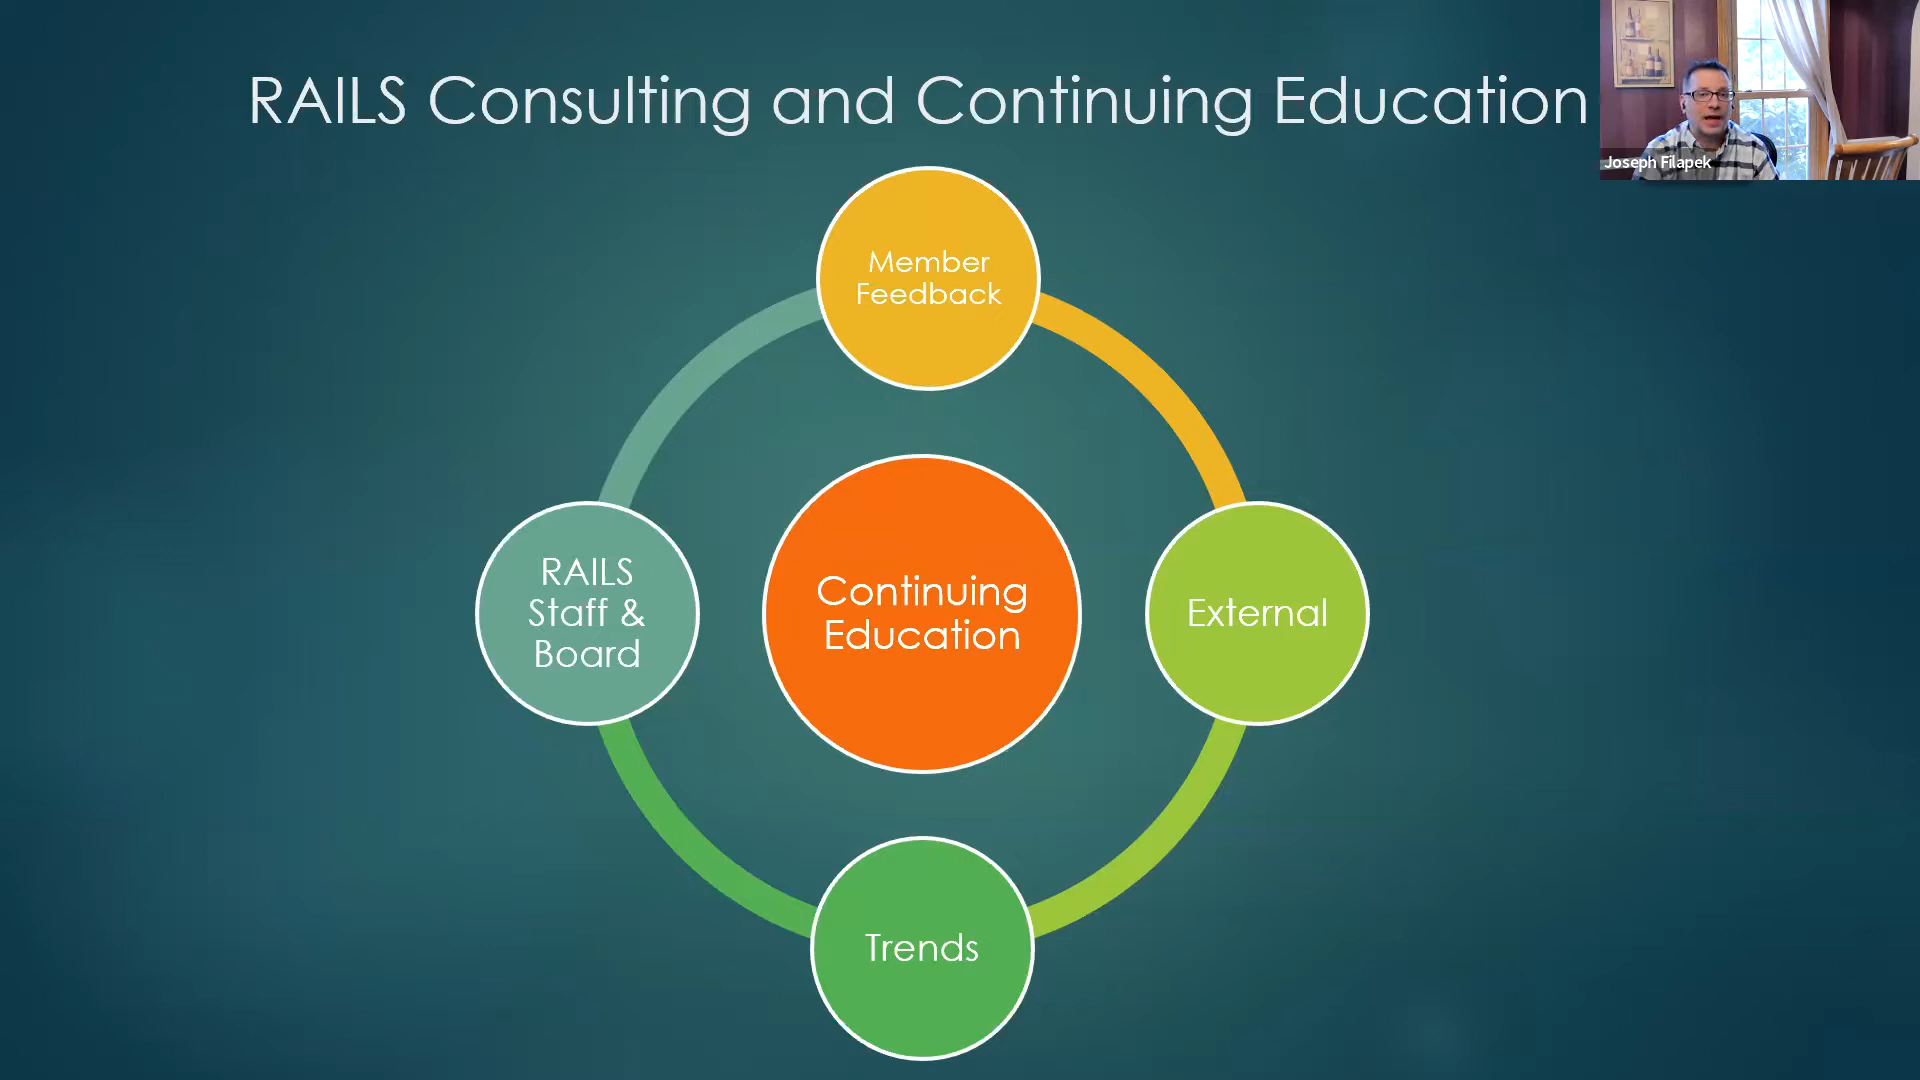 RAILS Consulting and Continuing Education
Joseph Filapek
Member
Feedback
RAILS
Staff &
Board
Continuing
Education
External
Trends